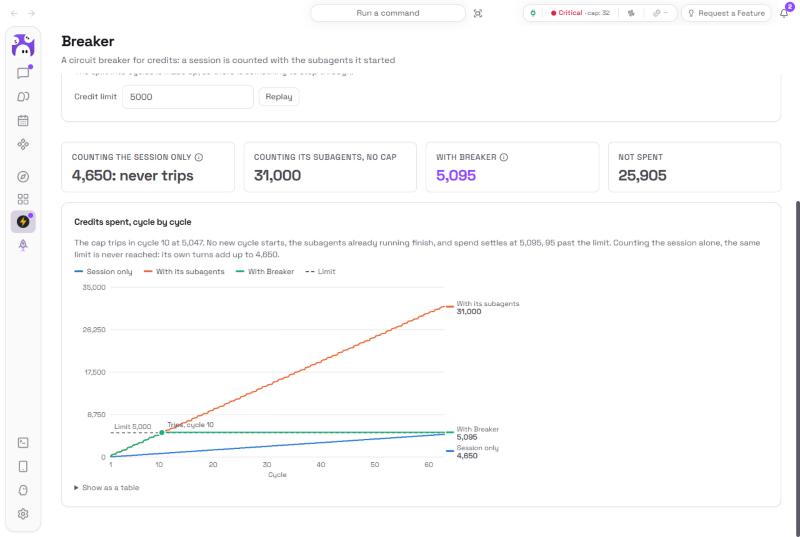 Run a command
Critical · cap: 32
Request a Feature
2
Breaker
A circuit breaker for credits: a session is counted with the subagents it started
Credit limit
5000
Replay
COUNTING THE SESSION ONLY
4,650: never trips
COUNTING ITS SUBAGENTS, NO CAP
31,000
WITH BREAKER
5,095
NOT SPENT
25,905
Credits spent, cycle by cycle
The cap trips in cycle 10 at 5,047. No new cycle starts, the subagents already running finish, and spend settles at 5,095, 95 past the limit. Counting the session alone, the same
limit is never reached: its own turns add up to 4,650.
Session only
With its subagents
With Breaker
Limit
35,000
26,250
17,500
8,750
0
Limit 5,000
Trips, cycle 10
With its subagents
31,000
With Breaker
5,095
Session only
4,650
1
10
20
30
40
50
60
Cycle
Show as a table